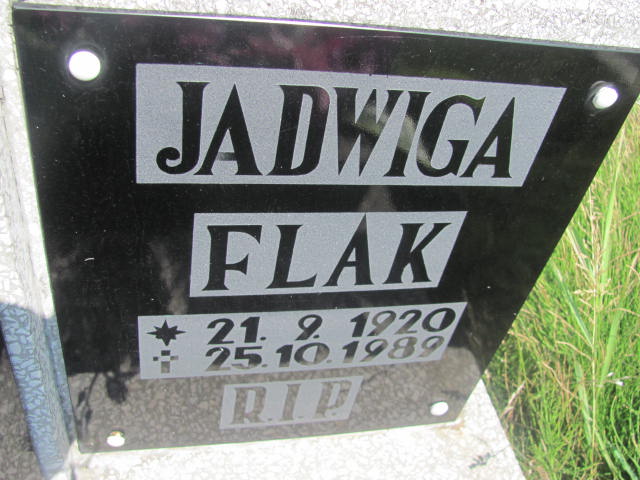 JADWIGA
FLAK
21. 9. 1920
25.10.1989
R.I.P.